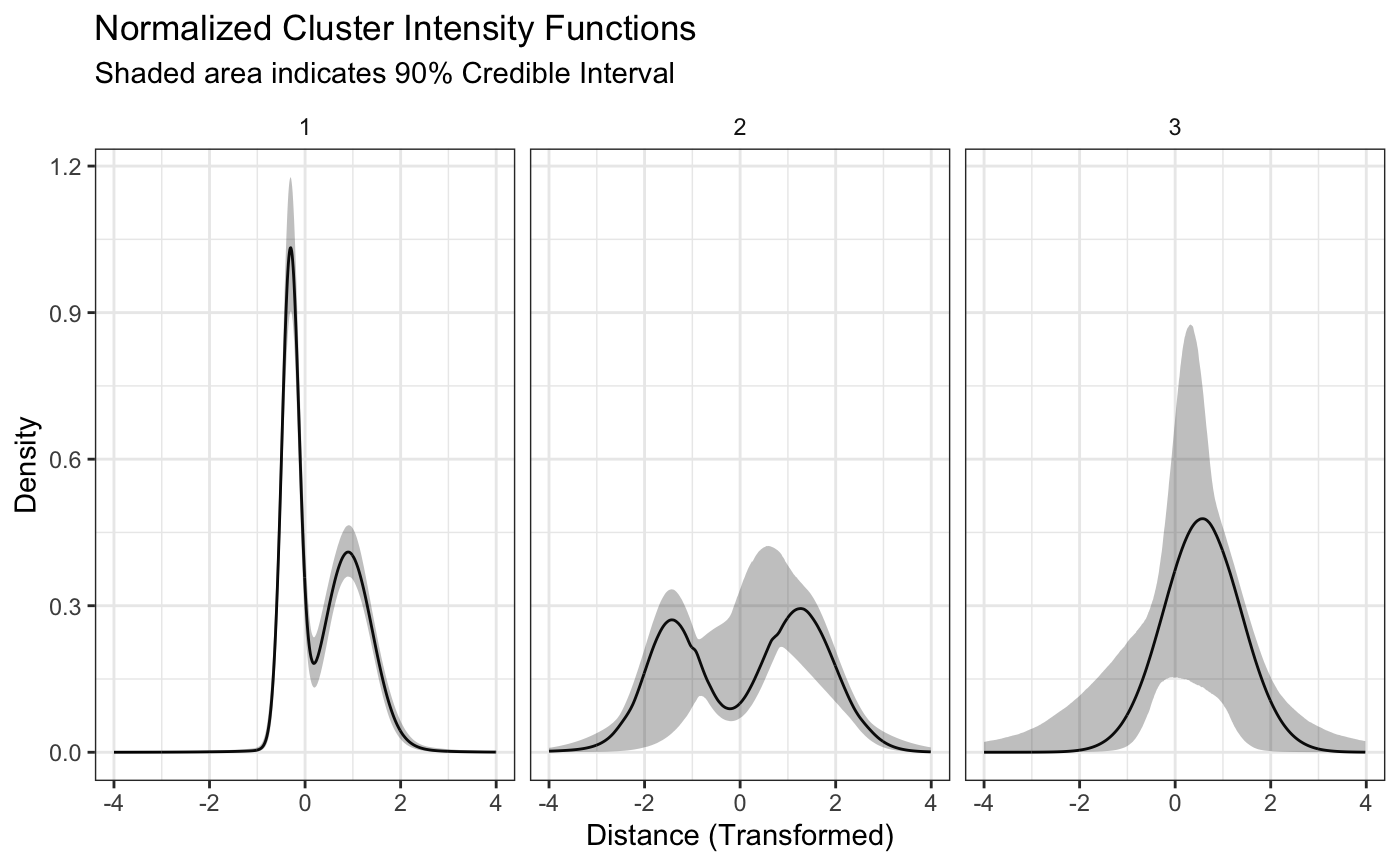 Normalized Cluster Intensity Functions
Shaded area indicates 90% Credible Interval
1 2 3
1.2
0.9
0.6
0.3
0.0
Density
-4 -2 0 2 4 -4 -2 0 2 4 -4 -2 0 2 4
Distance (Transformed)